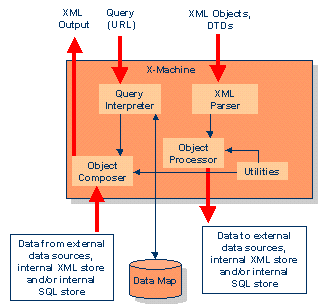 XML
Output
Query
(URL)
XML Objects,
DTDs
X-Machine
Query
Interpreter
XML
Parser
Object
Processor
Object
Composer
Utilities
Data from external
data sources,
internal XML store
and/or internal
SQL store
Data Map
Data to external
data sources,
internal XML store
and/or internal
SQL store